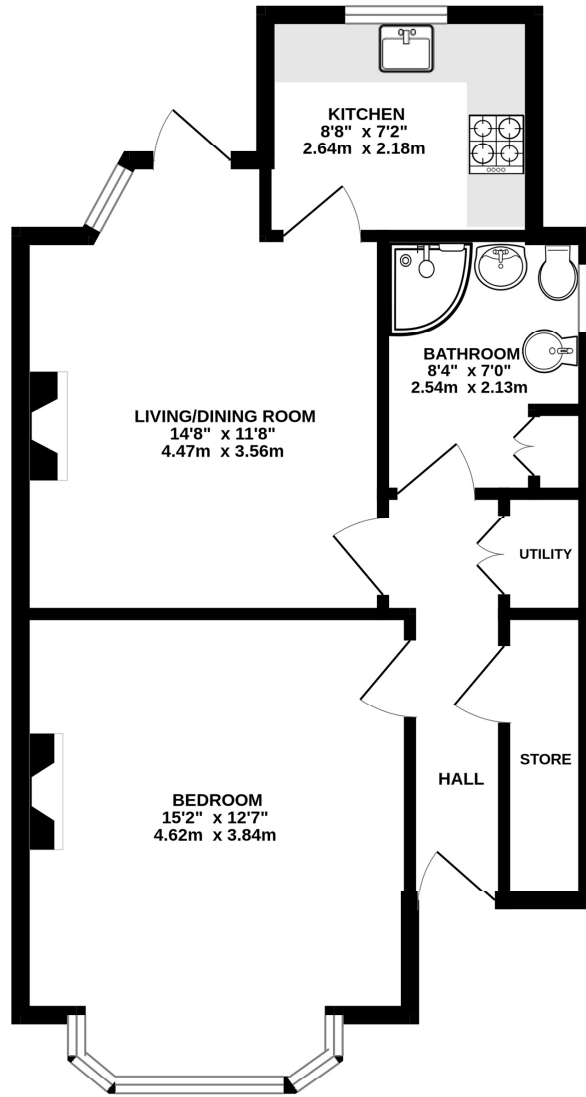 KITCHEN
8'8" x 7'2"
2.64m x 2.18m
BATHROOM
8'4" x 7'0"
2.54m x 2.13m
LIVING/DINING ROOM
14'8" x 11'8"
4.47m x 3.56m
UTILITY
STORE
HALL
BEDROOM
15'2" x 12'7"
4.62m x 3.84m